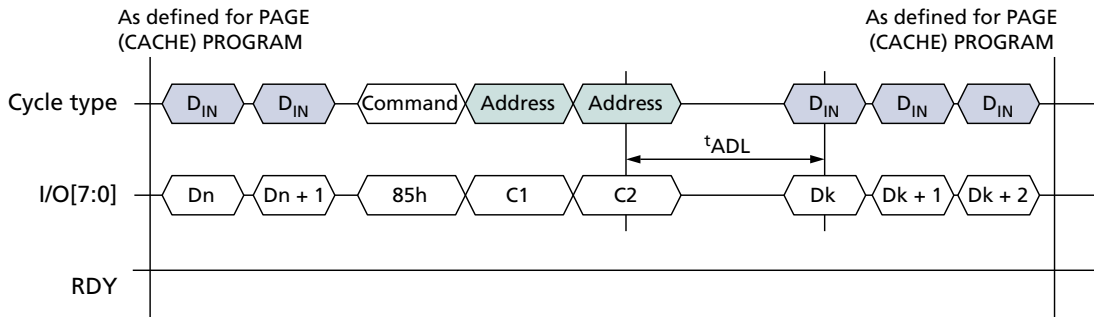 As defined for PAGE
(CACHE) PROGRAM
As defined for PAGE
(CACHE) PROGRAM
Cycle type
DIN DIN Command Address Address DIN DIN DIN
tADL
I/O[7:0]
Dn Dn + 1 85h C1 C2 Dk Dk + 1 Dk + 2
RDY